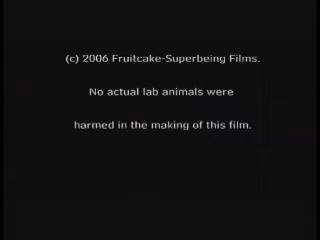 (c) 2006 Fruitcake-Superbeing Films.
No actual lab animals were
harmed in the making of this film.